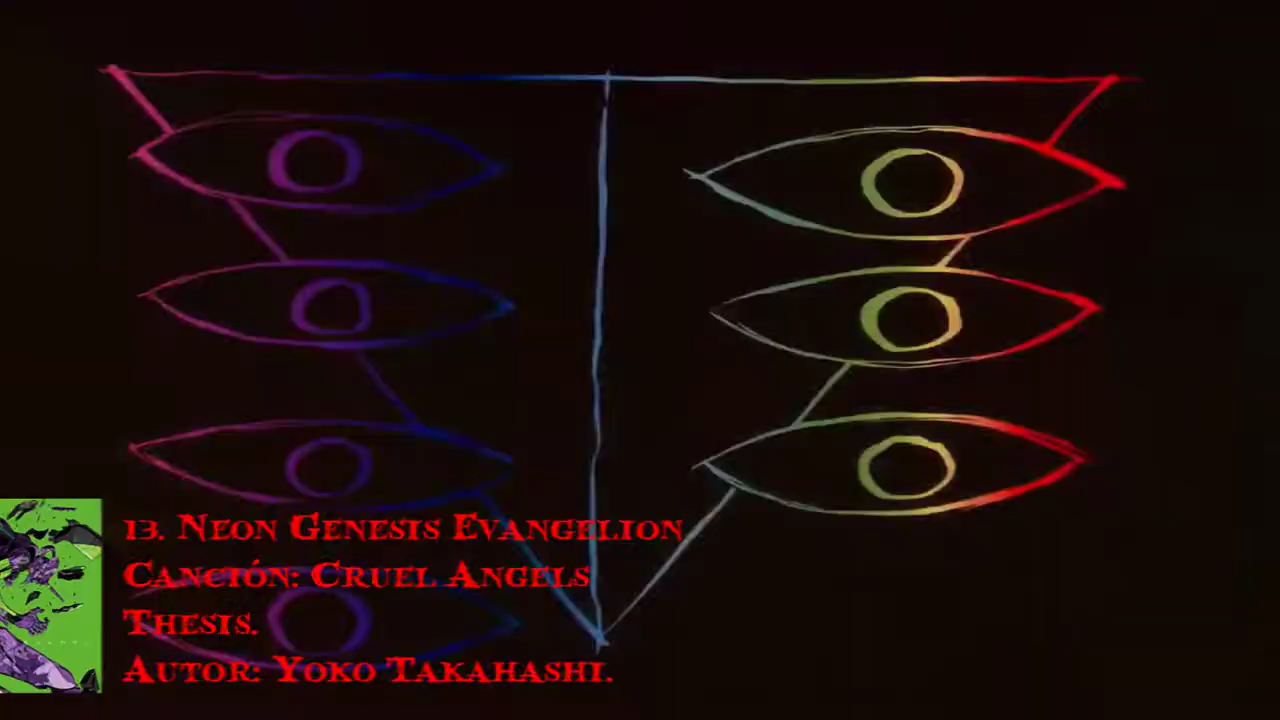 13. Neon Genesis Evangelion
Canción: Cruel Angels
Thesis.
Autor: Yoko Takahashi.